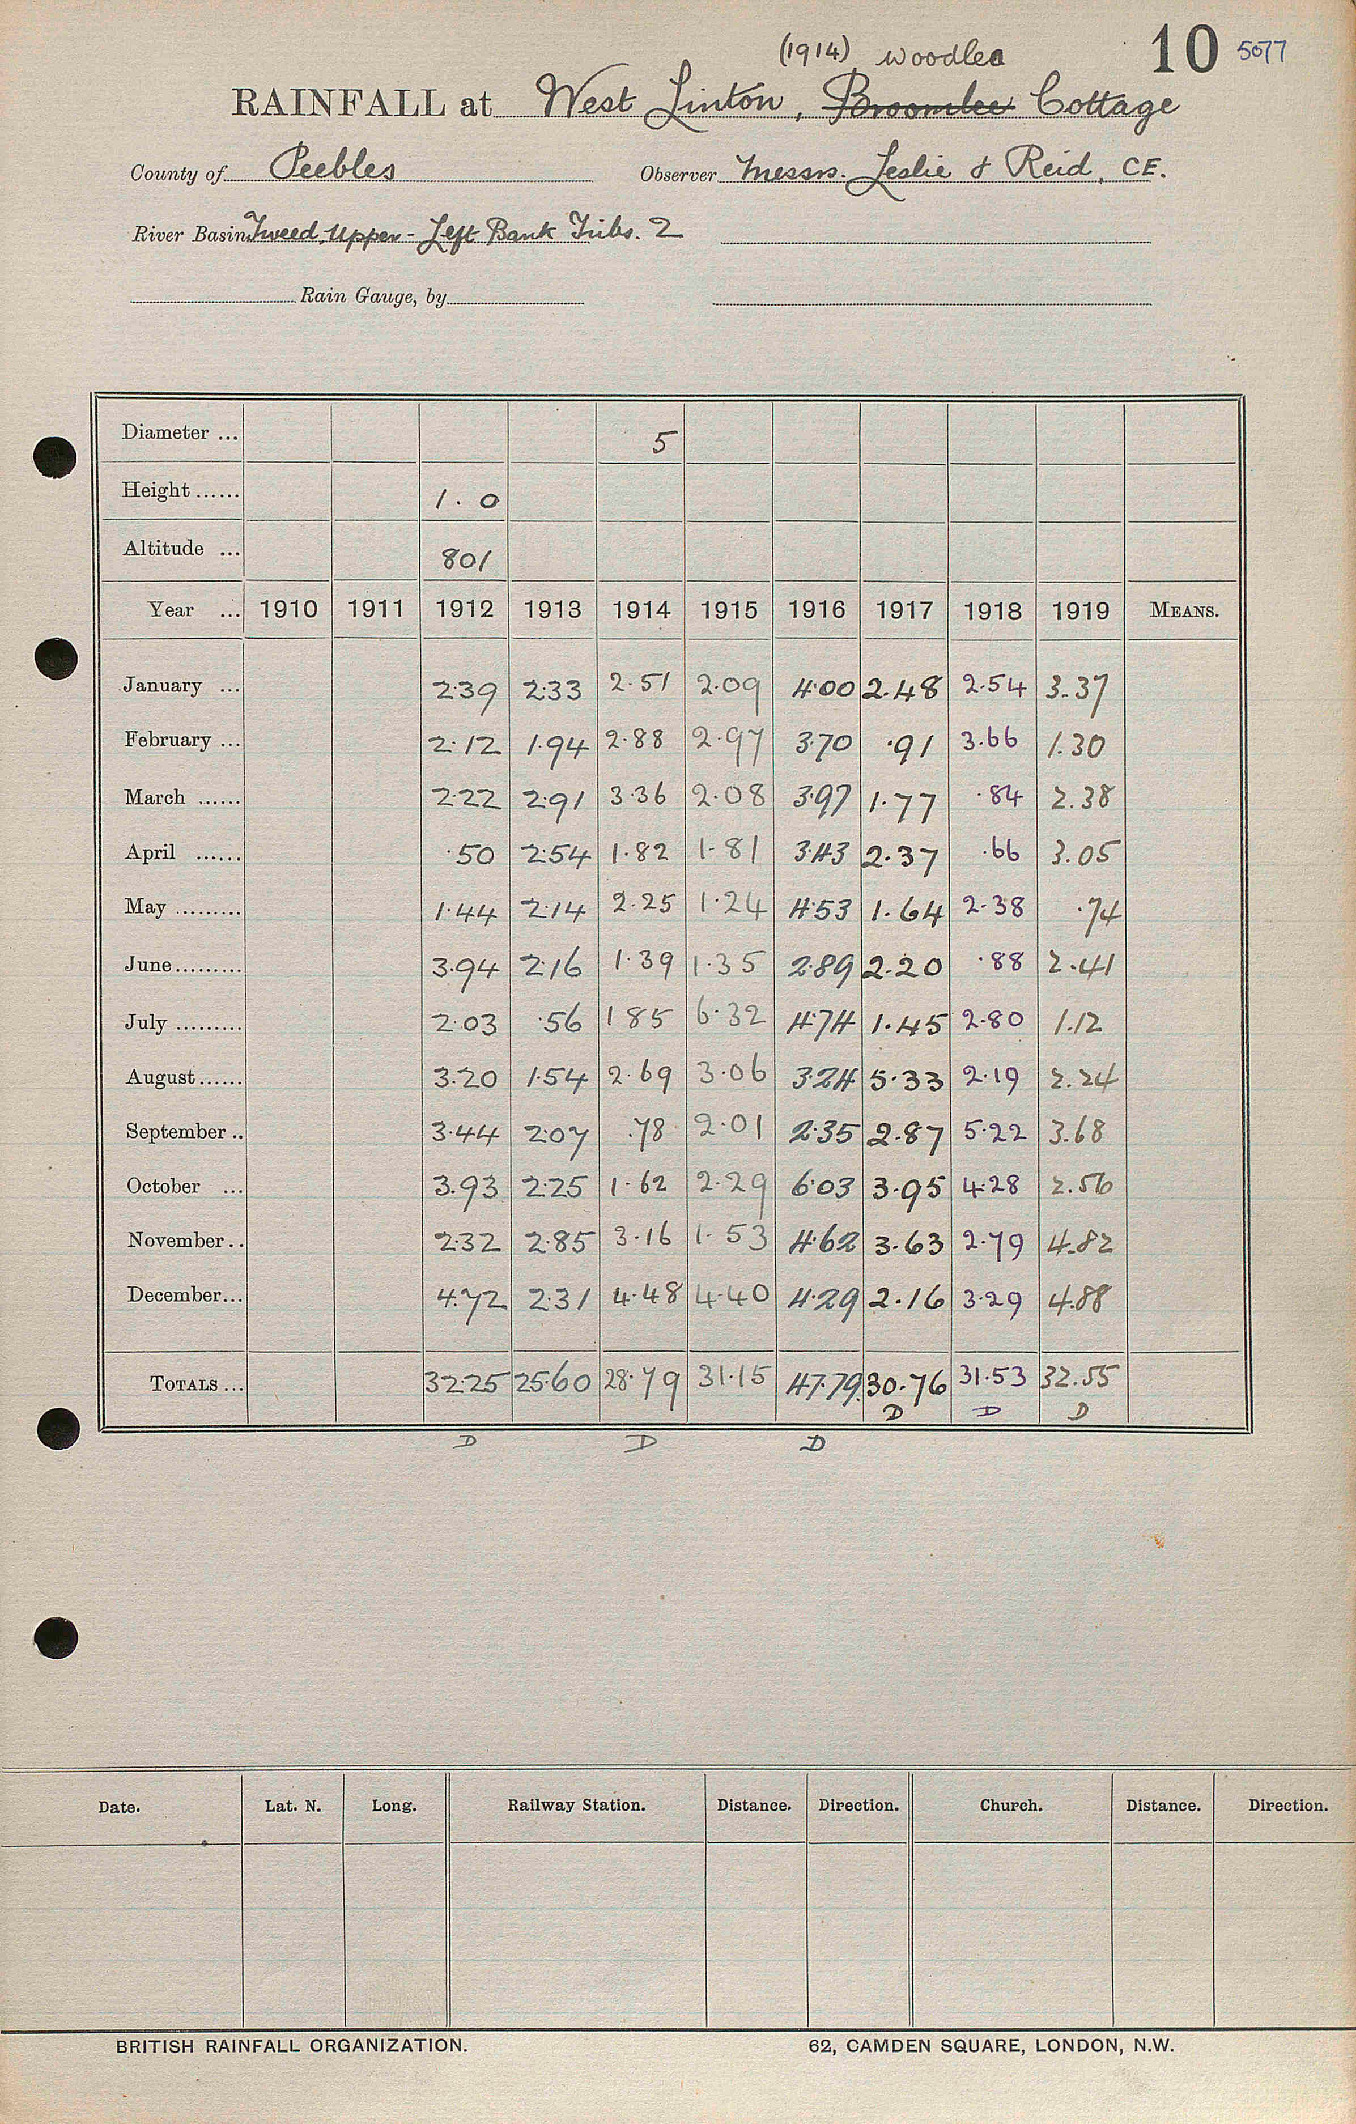 (1914) Woodlea 10 5077
RAINFALL at West Linton, Broomlee Cottage
County of Peebles Observer Messrs. Leslie & Reid, C.E.
River Basin Tweed, Upper - Left Bank Tribs. 2
Rain Gauge, by
Diameter ... 5
Height ...... 1.0
Altitude ... 801
Year ... 1910 1911 1912 1913 1914 1915 1916 1917 1918 1919 MEANS.
January ... 2.39 2.33 2.51 2.09 4.00 2.48 2.54 3.37
February ... 2.12 1.94 2.88 2.97 3.70 .91 3.66 1.30
March ...... 2.22 2.91 3.36 2.08 3.97 1.77 .84 2.38
April ...... .50 2.54 1.82 1.81 3.43 2.37 .66 3.05
May ......... 1.44 2.14 2.25 1.24 4.53 1.64 2.38 .74
June ......... 3.94 2.16 1.39 1.35 2.89 2.20 .88 2.41
July ......... 2.03 .56 1 85 6.32 4.74 1.45 2.80 1.12
August ...... 3.20 1.54 2.69 3.06 3.24 5.33 2.19 2.24
September .. 3.44 2.07 .78 2.01 2.35 2.87 5.22 3.68
October ... 3.93 2.25 1.62 2.29 6.03 3.95 4.28 2.56
November .. 2.32 2.85 3.16 1.53 4.62 3.63 2.79 4.82
December ... 4.72 2.31 4.48 4.40 4.29 2.16 3.29 4.88
TOTALS ... 32.25 25.60 28.79 31.15 47.79 30.76 31.53 32.55
D D D
D D D
Date. Lat. N. Long. Railway Station. Distance. Direction. Church. Distance. Direction.
BRITISH RAINFALL ORGANIZATION. 62, CAMDEN SQUARE, LONDON, N.W.